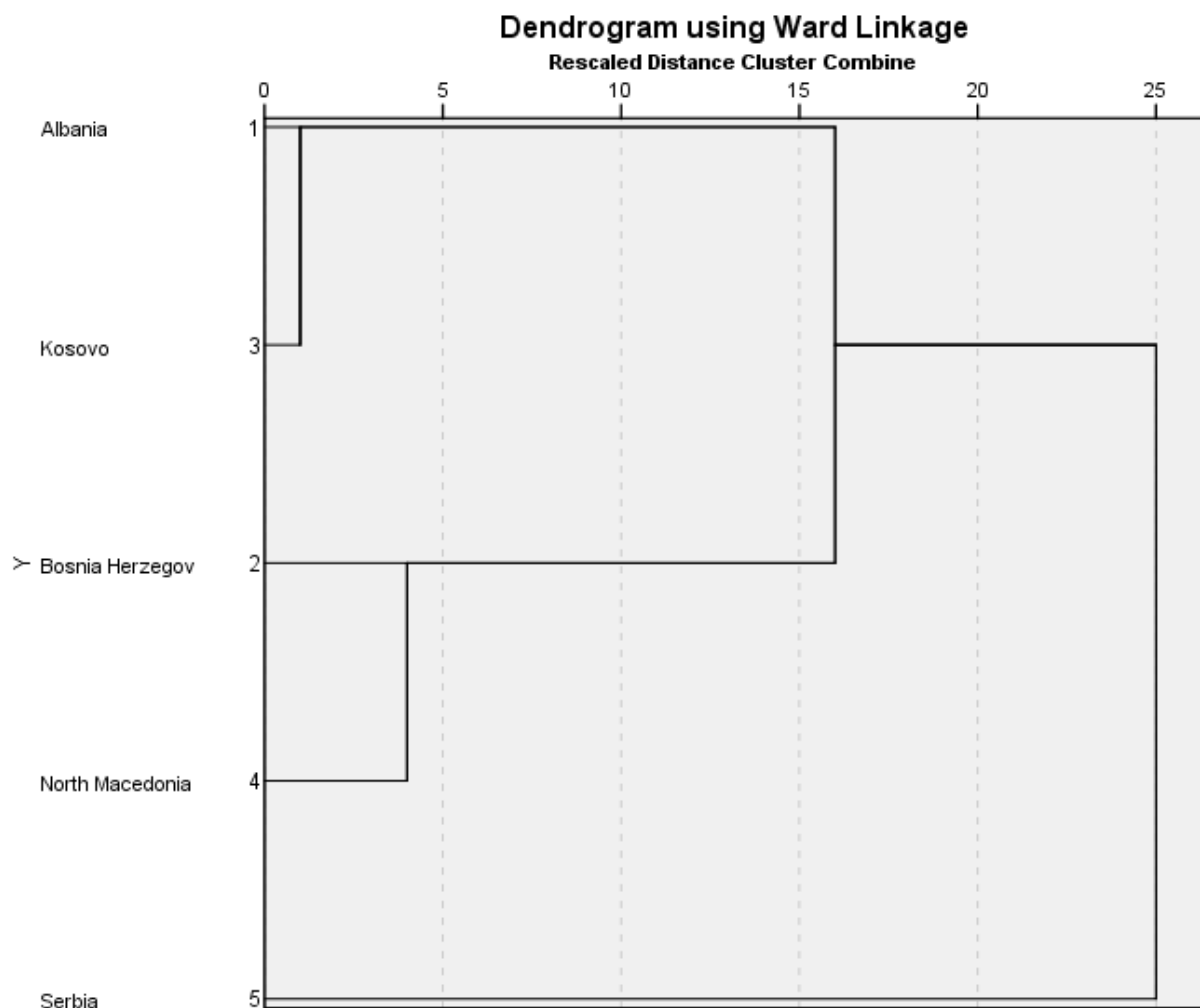 Dendrogram using Ward Linkage
Rescaled Distance Cluster Combine
0 5 10 15 20 25
Albania 1
Kosovo 3
Y Bosnia Herzegov 2
North Macedonia 4
Serbia 5